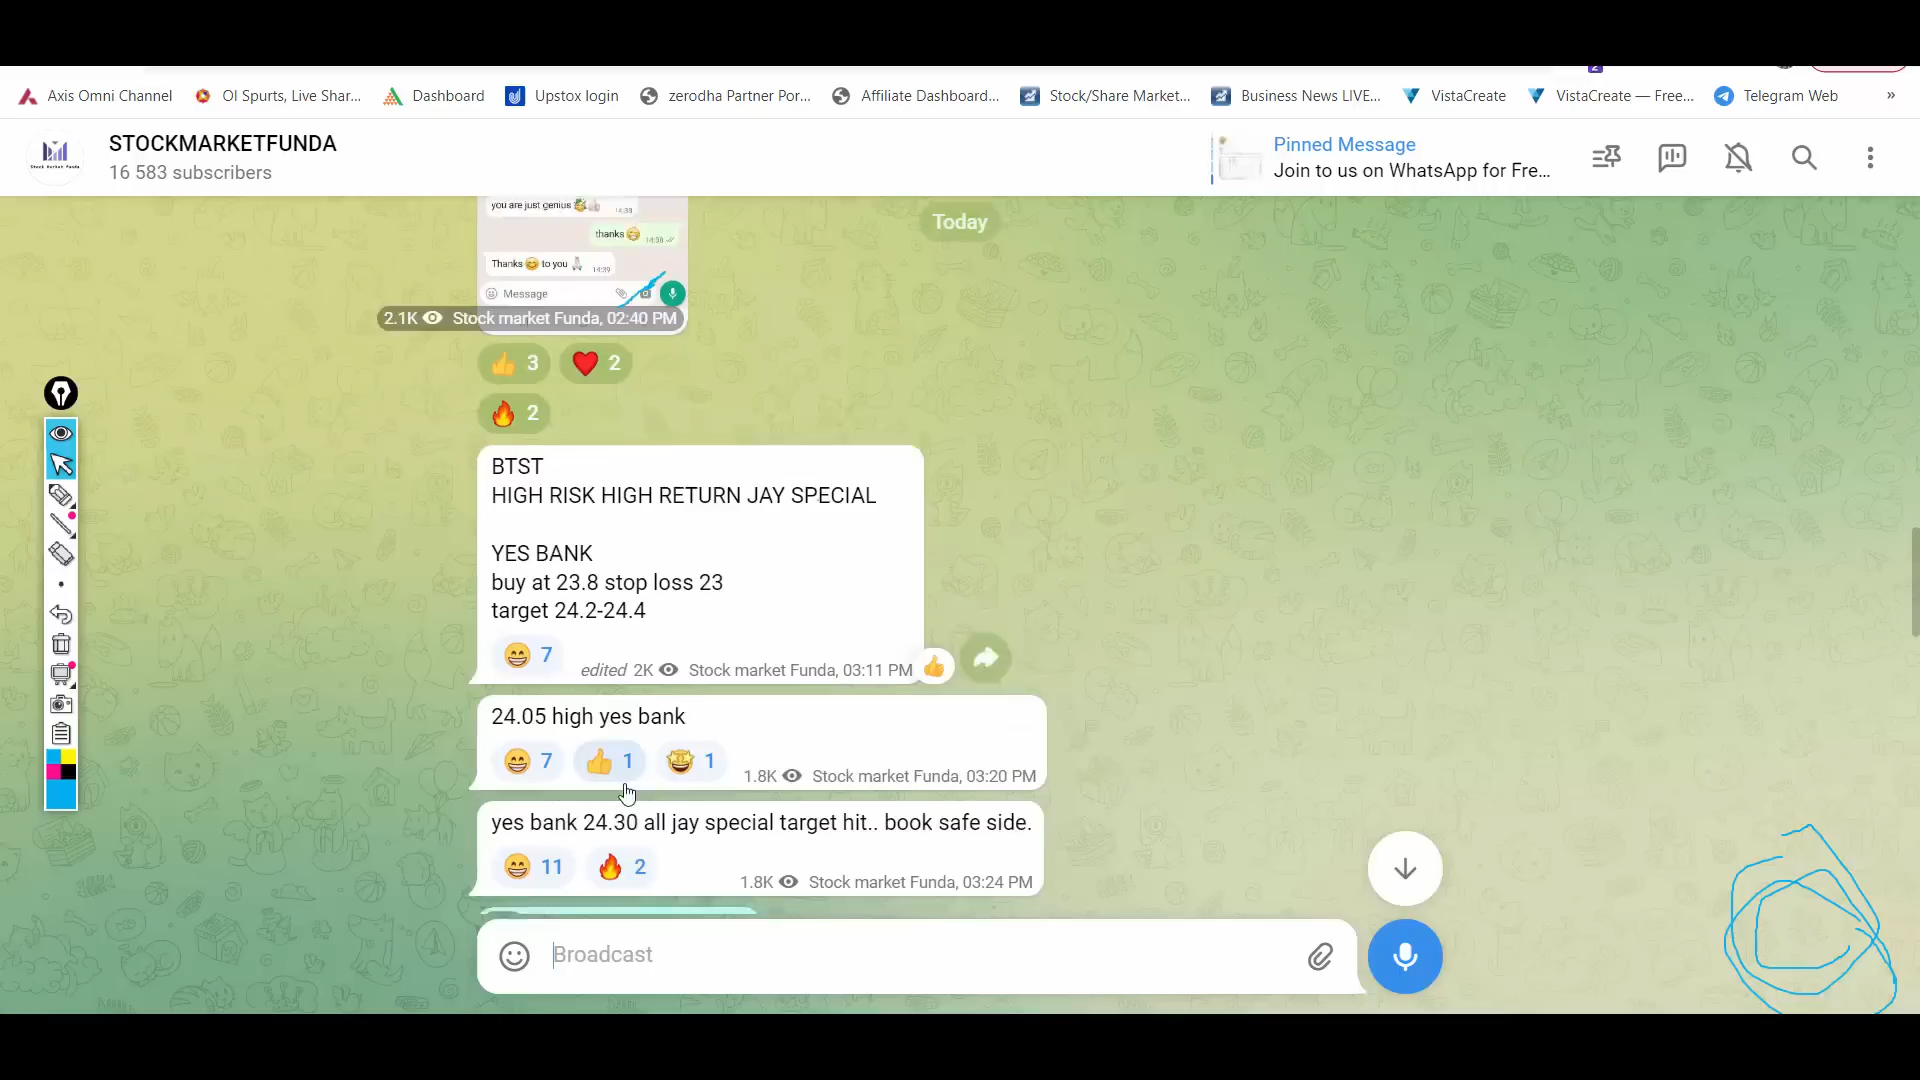 Axis Omni Channel
OI Spurts, Live Shar...
Dashboard
Upstox login
zerodha Partner Por...
Affiliate Dashboard...
Stock/Share Market...
Business News LIVE...
VistaCreate
VistaCreate — Free...
Telegram Web
»
STOCKMARKETFUNDA
16 583 subscribers
Pinned Message
Join to us on WhatsApp for Fre...
Today
you are just genius 14:38
thanks 14:38
Thanks to you 14:39
Message
2.1K Stock market Funda, 02:40 PM
3
2
2
BTST
HIGH RISK HIGH RETURN JAY SPECIAL
YES BANK
buy at 23.8 stop loss 23
target 24.2-24.4
7
edited 2K Stock market Funda, 03:11 PM
24.05 high yes bank
7
1
1
1.8K Stock market Funda, 03:20 PM
yes bank 24.30 all jay special target hit.. book safe side.
11
2
1.8K Stock market Funda, 03:24 PM
Broadcast